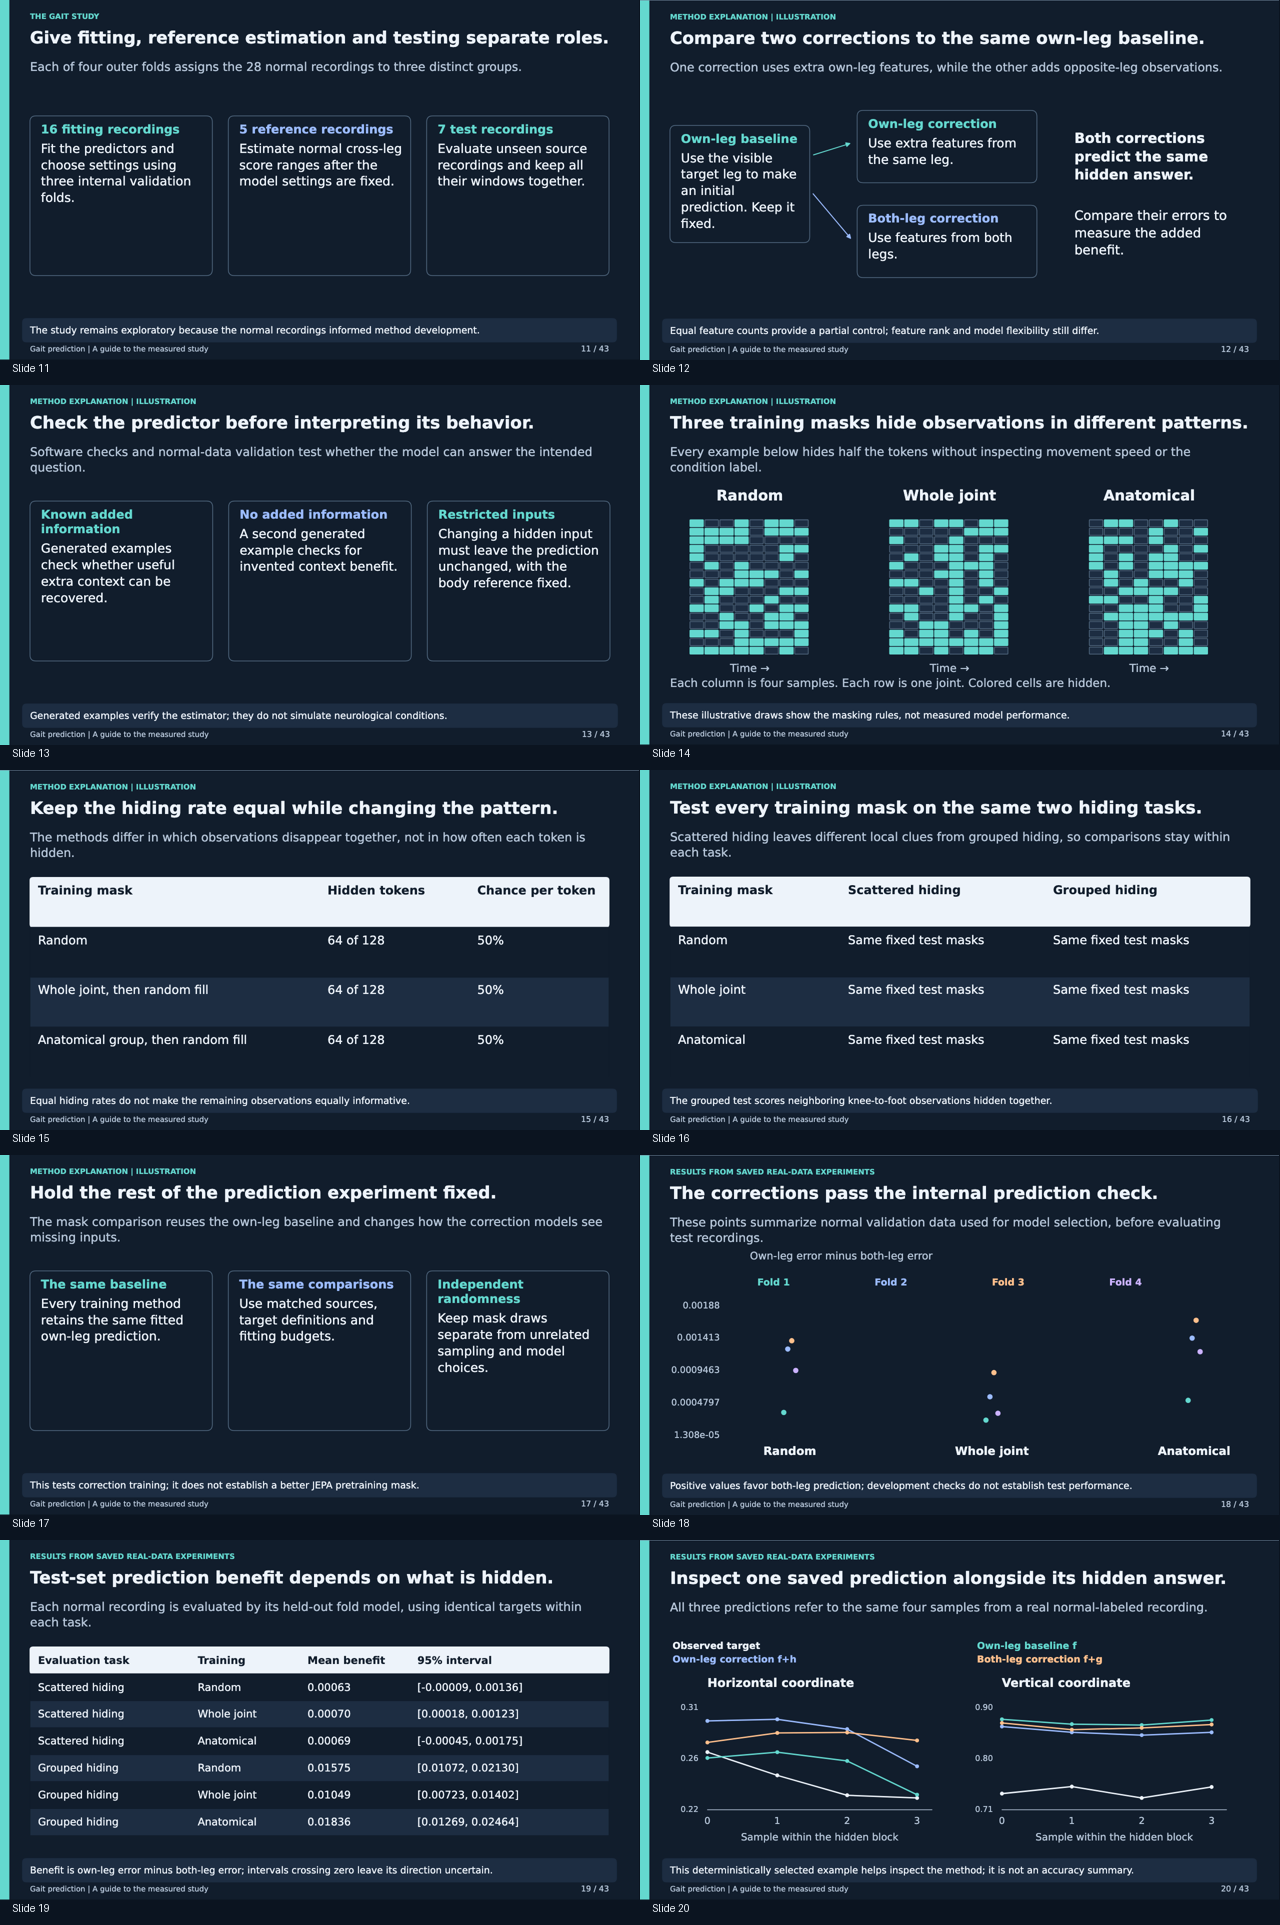 THE GAIT STUDY
Give fitting, reference estimation and testing separate roles.
Each of four outer folds assigns the 28 normal recordings to three distinct groups.
16 fitting recordings
Fit the predictors and
choose settings using
three internal validation
folds.
5 reference recordings
Estimate normal cross-leg
score ranges after the
model settings are fixed.
7 test recordings
Evaluate unseen source
recordings and keep all
their windows together.
The study remains exploratory because the normal recordings informed method development.
Gait prediction | A guide to the measured study
11 / 43
Slide 11
METHOD EXPLANATION | ILLUSTRATION
Compare two corrections to the same own-leg baseline.
One correction uses extra own-leg features, while the other adds opposite-leg observations.
Own-leg baseline
Use the visible
target leg to make
an initial
prediction. Keep it
fixed.
Own-leg correction
Use extra features from
the same leg.
Both-leg correction
Use features from both
legs.
Both corrections
predict the same
hidden answer.
Compare their errors to
measure the added
benefit.
Equal feature counts provide a partial control; feature rank and model flexibility still differ.
Gait prediction | A guide to the measured study
12 / 43
Slide 12
METHOD EXPLANATION | ILLUSTRATION
Check the predictor before interpreting its behavior.
Software checks and normal-data validation test whether the model can answer the intended
question.
Known added
information
Generated examples
check whether useful
extra context can be
recovered.
No added information
A second generated
example checks for
invented context benefit.
Restricted inputs
Changing a hidden input
must leave the prediction
unchanged, with the
body reference fixed.
Generated examples verify the estimator; they do not simulate neurological conditions.
Gait prediction | A guide to the measured study
13 / 43
Slide 13
METHOD EXPLANATION | ILLUSTRATION
Three training masks hide observations in different patterns.
Every example below hides half the tokens without inspecting movement speed or the
condition label.
Random
Whole joint
Anatomical
Time →
Time →
Time →
Each column is four samples. Each row is one joint. Colored cells are hidden.
These illustrative draws show the masking rules, not measured model performance.
Gait prediction | A guide to the measured study
14 / 43
Slide 14
METHOD EXPLANATION | ILLUSTRATION
Keep the hiding rate equal while changing the pattern.
The methods differ in which observations disappear together, not in how often each token is
hidden.
Training mask Hidden tokens Chance per token
Random 64 of 128 50%
Whole joint, then random fill 64 of 128 50%
Anatomical group, then random fill 64 of 128 50%
Equal hiding rates do not make the remaining observations equally informative.
Gait prediction | A guide to the measured study
15 / 43
Slide 15
METHOD EXPLANATION | ILLUSTRATION
Test every training mask on the same two hiding tasks.
Scattered hiding leaves different local clues from grouped hiding, so comparisons stay within
each task.
Training mask Scattered hiding Grouped hiding
Random Same fixed test masks Same fixed test masks
Whole joint Same fixed test masks Same fixed test masks
Anatomical Same fixed test masks Same fixed test masks
The grouped test scores neighboring knee-to-foot observations hidden together.
Gait prediction | A guide to the measured study
16 / 43
Slide 16
METHOD EXPLANATION | ILLUSTRATION
Hold the rest of the prediction experiment fixed.
The mask comparison reuses the own-leg baseline and changes how the correction models see
missing inputs.
The same baseline
Every training method
retains the same fitted
own-leg prediction.
The same comparisons
Use matched sources,
target definitions and
fitting budgets.
Independent
randomness
Keep mask draws
separate from unrelated
sampling and model
choices.
This tests correction training; it does not establish a better JEPA pretraining mask.
Gait prediction | A guide to the measured study
17 / 43
Slide 17
RESULTS FROM SAVED REAL-DATA EXPERIMENTS
The corrections pass the internal prediction check.
These points summarize normal validation data used for model selection, before evaluating
test recordings.
Own-leg error minus both-leg error
Fold 1 Fold 2 Fold 3 Fold 4
0.00188
0.001413
0.0009463
0.0004797
1.308e-05
Random Whole joint Anatomical
Positive values favor both-leg prediction; development checks do not establish test performance.
Gait prediction | A guide to the measured study
18 / 43
Slide 18
RESULTS FROM SAVED REAL-DATA EXPERIMENTS
Test-set prediction benefit depends on what is hidden.
Each normal recording is evaluated by its held-out fold model, using identical targets within
each task.
Evaluation task Training Mean benefit 95% interval
Scattered hiding Random 0.00063 [-0.00009, 0.00136]
Scattered hiding Whole joint 0.00070 [0.00018, 0.00123]
Scattered hiding Anatomical 0.00069 [-0.00045, 0.00175]
Grouped hiding Random 0.01575 [0.01072, 0.02130]
Grouped hiding Whole joint 0.01049 [0.00723, 0.01402]
Grouped hiding Anatomical 0.01836 [0.01269, 0.02464]
Benefit is own-leg error minus both-leg error; intervals crossing zero leave its direction uncertain.
Gait prediction | A guide to the measured study
19 / 43
Slide 19
RESULTS FROM SAVED REAL-DATA EXPERIMENTS
Inspect one saved prediction alongside its hidden answer.
All three predictions refer to the same four samples from a real normal-labeled recording.
Observed target
Own-leg correction f+h
Own-leg baseline f
Both-leg correction f+g
Horizontal coordinate
0.31
0.26
0.22
0 1 2 3
Sample within the hidden block
Vertical coordinate
0.90
0.80
0.71
0 1 2 3
Sample within the hidden block
This deterministically selected example helps inspect the method; it is not an accuracy summary.
Gait prediction | A guide to the measured study
20 / 43
Slide 20